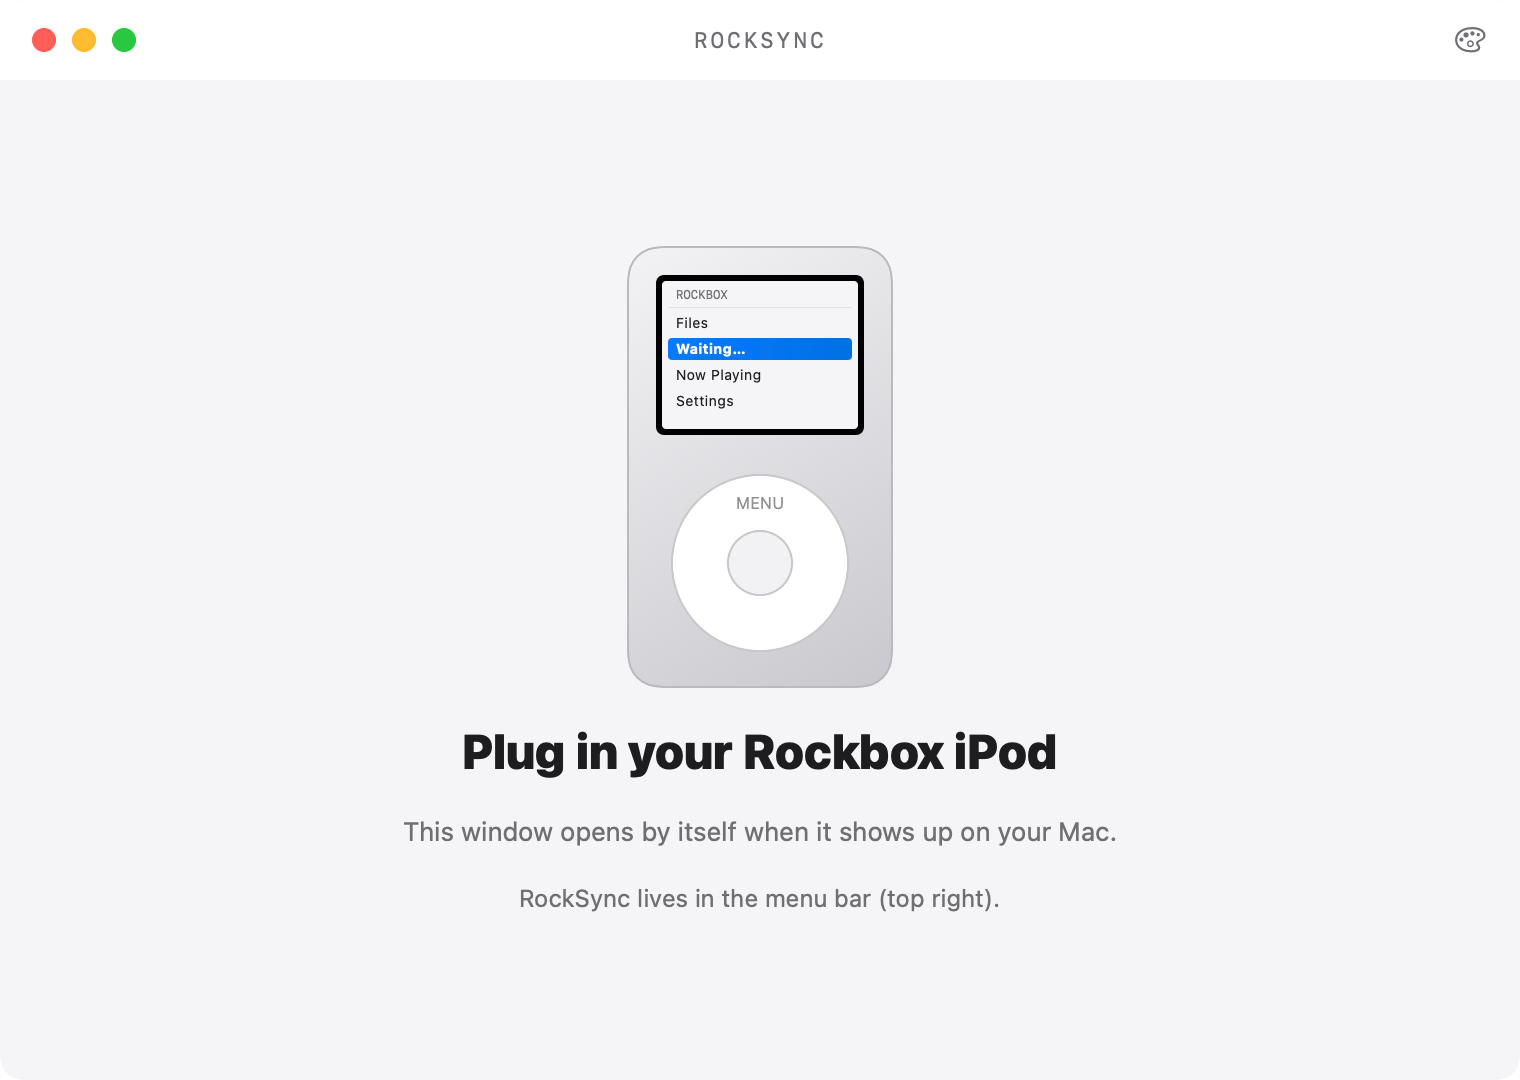 ROCKSYNC
ROCKBOX
Files
Waiting...
Now Playing
Settings
MENU
Plug in your Rockbox iPod
This window opens by itself when it shows up on your Mac.
RockSync lives in the menu bar (top right).